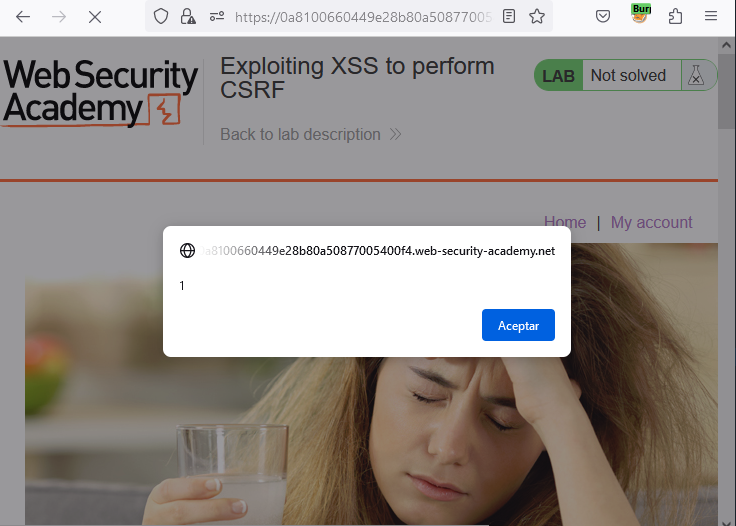 https://0a8100660449e28b80a50877005
Burp
Web Security
Academy
Exploiting XSS to perform
CSRF
Back to lab description
LAB
Not solved
Home | My account
0a8100660449e28b80a50877005400f4.web-security-academy.net
1
Aceptar